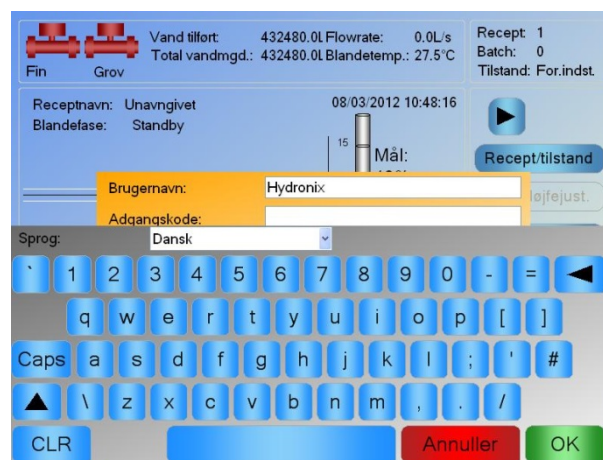 Vand tilført: 432480.0L Flowrate: 0.0L/s
Total vandmgd.: 432480.0L Blandetemp.: 27.5°C
Fin Grov
Recept: 1
Batch: 0
Tilstand: For.indst.
Receptnavn: Unavngivet
Blandefase: Standby
08/03/2012 10:48:16
15
Mål:
Recept/tilstand
Brugernavn: Hydronix
Adgangskode:
Sprog: Dansk
` 1 2 3 4 5 6 7 8 9 0 - =
q w e r t y u i o p [ ]
Caps a s d f g h j k l ; ' #
\ z x c v b n m , . /
CLR Annuller OK